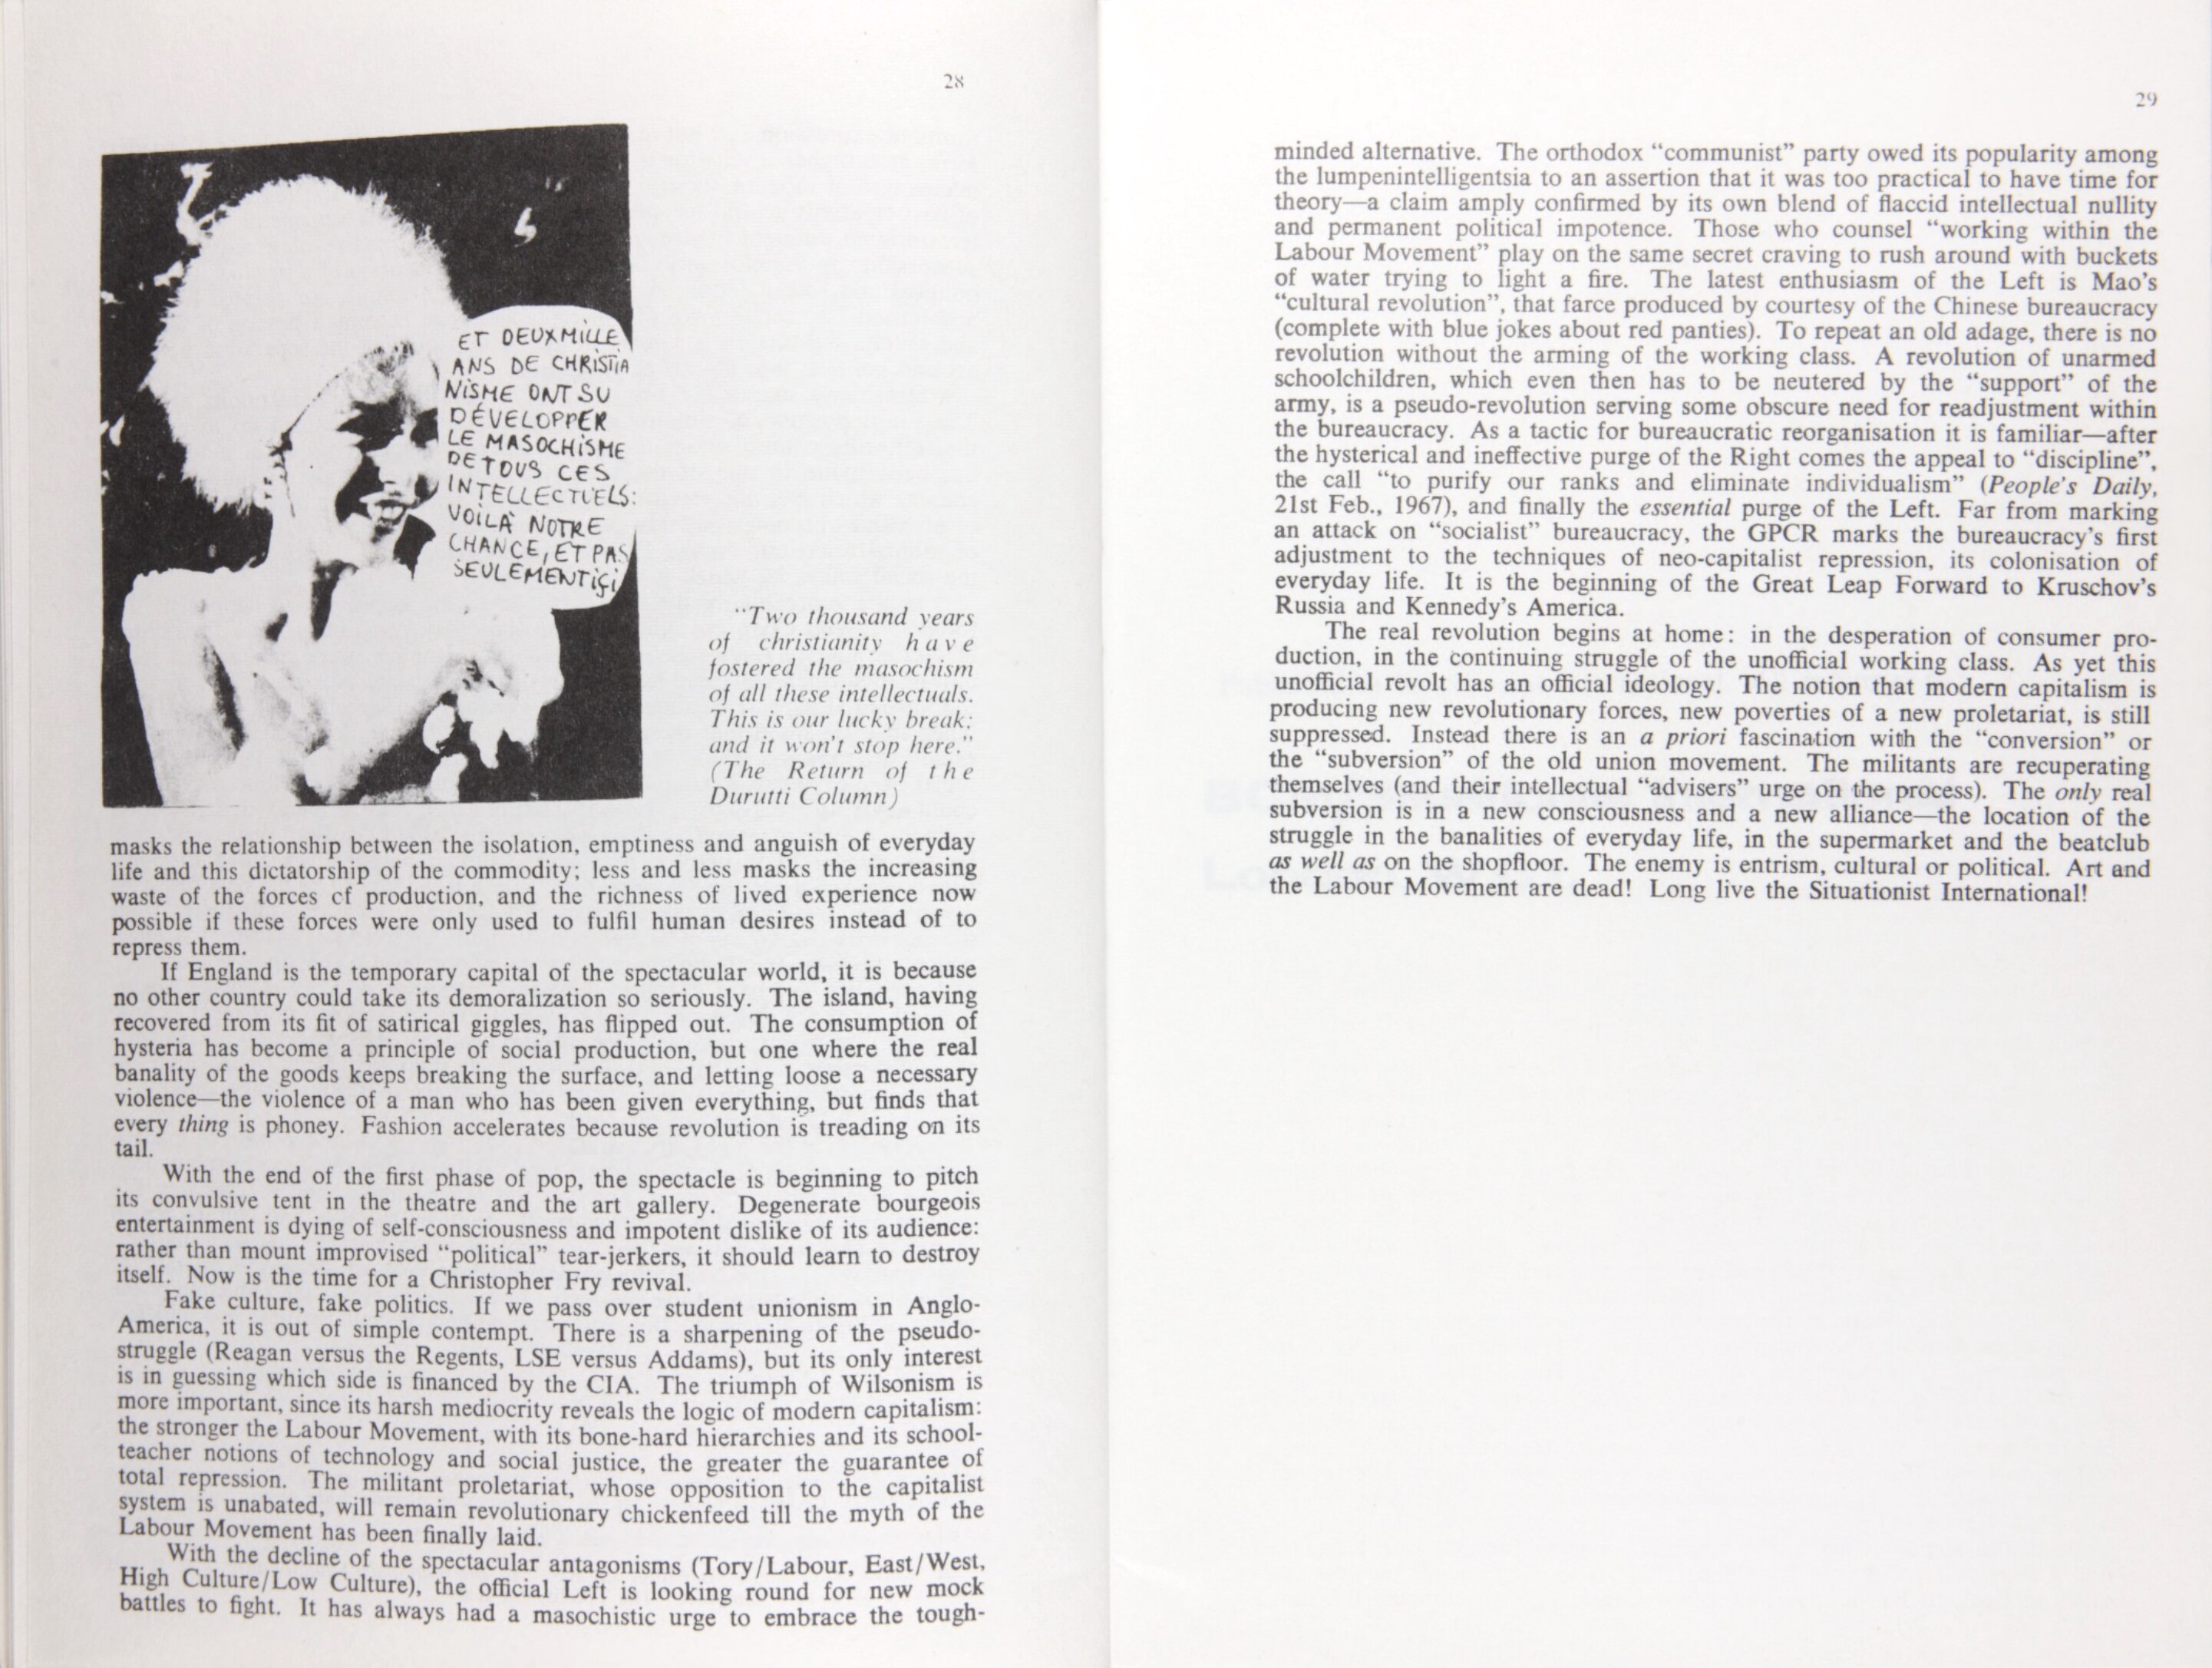 28
ET DEUX MILLE
ANS DE CHRISTIA
NISME ONT SU
DÉVELOPPER
LE MASOCHISME
DE TOUS CES
INTELLECTUELS:
VOILÀ NOTRE
CHANCE, ET PAS
SEULEMENT IÇI
"Two thousand years
of christianity have
fostered the masochism
of all these intellectuals.
This is our lucky break:
and it won't stop here."
(The Return of the
Durutti Column)
masks the relationship between the isolation, emptiness and anguish of everyday
life and this dictatorship of the commodity; less and less masks the increasing
waste of the forces cf production, and the richness of lived experience now
possible if these forces were only used to fulfil human desires instead of to
repress them.
If England is the temporary capital of the spectacular world, it is because
no other country could take its demoralization so seriously. The island, having
recovered from its fit of satirical giggles, has flipped out. The consumption of
hysteria has become a principle of social production, but one where the real
banality of the goods keeps breaking the surface, and letting loose a necessary
violence—the violence of a man who has been given everything, but finds that
every thing is phoney. Fashion accelerates because revolution is treading on its
tail.
With the end of the first phase of pop, the spectacle is beginning to pitch
its convulsive tent in the theatre and the art gallery. Degenerate bourgeois
entertainment is dying of self-consciousness and impotent dislike of its audience:
rather than mount improvised "political" tear-jerkers, it should learn to destroy
itself. Now is the time for a Christopher Fry revival.
Fake culture, fake politics. If we pass over student unionism in Anglo-
America, it is out of simple contempt. There is a sharpening of the pseudo-
struggle (Reagan versus the Regents, LSE versus Addams), but its only interest
is in guessing which side is financed by the CIA. The triumph of Wilsonism is
more important, since its harsh mediocrity reveals the logic of modern capitalism:
the stronger the Labour Movement, with its bone-hard hierarchies and its school-
teacher notions of technology and social justice, the greater the guarantee of
total repression. The militant proletariat, whose opposition to the capitalist
system is unabated, will remain revolutionary chickenfeed till the myth of the
Labour Movement has been finally laid.
With the decline of the spectacular antagonisms (Tory/Labour, East/West,
High Culture/Low Culture), the official Left is looking round for new mock
battles to fight. It has always had a masochistic urge to embrace the tough-
29
minded alternative. The orthodox "communist" party owed its popularity among
the lumpenintelligentsia to an assertion that it was too practical to have time for
theory—a claim amply confirmed by its own blend of flaccid intellectual nullity
and permanent political impotence. Those who counsel "working within the
Labour Movement" play on the same secret craving to rush around with buckets
of water trying to light a fire. The latest enthusiasm of the Left is Mao's
"cultural revolution", that farce produced by courtesy of the Chinese bureaucracy
(complete with blue jokes about red panties). To repeat an old adage, there is no
revolution without the arming of the working class. A revolution of unarmed
schoolchildren, which even then has to be neutered by the "support" of the
army, is a pseudo-revolution serving some obscure need for readjustment within
the bureaucracy. As a tactic for bureaucratic reorganisation it is familiar—after
the hysterical and ineffective purge of the Right comes the appeal to "discipline",
the call "to purify our ranks and eliminate individualism" (People's Daily,
21st Feb., 1967), and finally the essential purge of the Left. Far from marking
an attack on "socialist" bureaucracy, the GPCR marks the bureaucracy's first
adjustment to the techniques of neo-capitalist repression, its colonisation of
everyday life. It is the beginning of the Great Leap Forward to Kruschov's
Russia and Kennedy's America.
The real revolution begins at home: in the desperation of consumer pro-
duction, in the continuing struggle of the unofficial working class. As yet this
unofficial revolt has an official ideology. The notion that modern capitalism is
producing new revolutionary forces, new poverties of a new proletariat, is still
suppressed. Instead there is an a priori fascination with the "conversion" or
the "subversion" of the old union movement. The militants are recuperating
themselves (and their intellectual "advisers" urge on the process). The only real
subversion is in a new consciousness and a new alliance—the location of the
struggle in the banalities of everyday life, in the supermarket and the beatclub
as well as on the shopfloor. The enemy is entrism, cultural or political. Art and
the Labour Movement are dead! Long live the Situationist International!